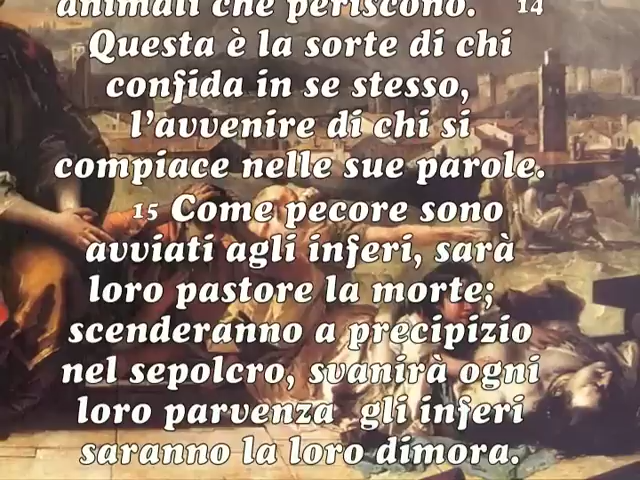 animali che periscono. 14
Questa è la sorte di chi
confida in se stesso,
l'avvenire di chi si
compiace nelle sue parole.
15 Come pecore sono
avviati agli inferi, sarà
loro pastore la morte;
scenderanno a precipizio
nel sepolcro, svanirà ogni
loro parvenza gli inferi
saranno la loro dimora.